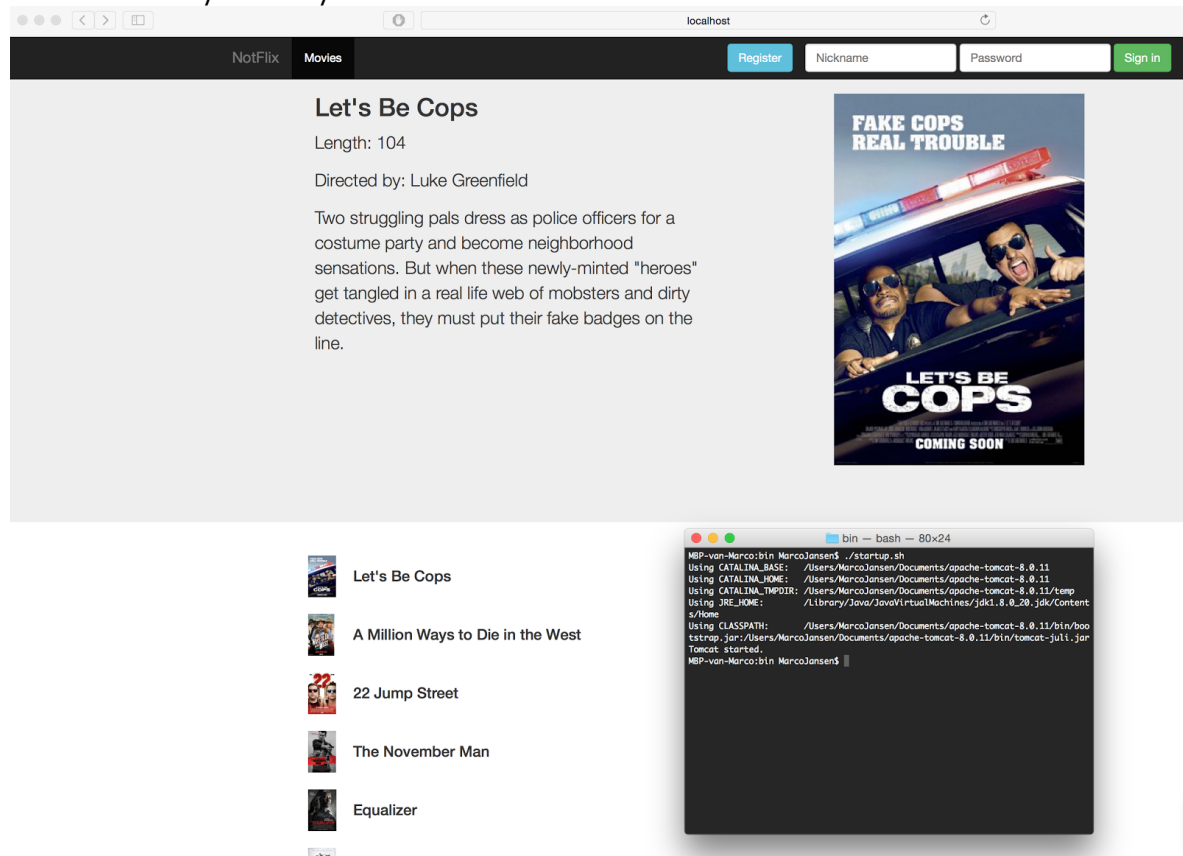 localhost
NotFlix Movies Register Nickname Password Sign in
Let's Be Cops
Length: 104
Directed by: Luke Greenfield
Two struggling pals dress as police officers for a
costume party and become neighborhood
sensations. But when these newly-minted "heroes"
get tangled in a real life web of mobsters and dirty
detectives, they must put their fake badges on the
line.
FAKE COPS
REAL TROUBLE
LET'S BE
COPS
COMING SOON
Let's Be Cops
A Million Ways to Die in the West
22 Jump Street
The November Man
Equalizer
bin — bash — 80×24
MBP-van-Marco:bin MarcoJansen$ ./startup.sh
Using CATALINA_BASE:   /Users/MarcoJansen/Documents/apache-tomcat-8.0.11
Using CATALINA_HOME:   /Users/MarcoJansen/Documents/apache-tomcat-8.0.11
Using CATALINA_TMPDIR: /Users/MarcoJansen/Documents/apache-tomcat-8.0.11/temp
Using JRE_HOME:        /Library/Java/JavaVirtualMachines/jdk1.8.0_20.jdk/Content
s/Home
Using CLASSPATH:       /Users/MarcoJansen/Documents/apache-tomcat-8.0.11/bin/boo
tstrap.jar:/Users/MarcoJansen/Documents/apache-tomcat-8.0.11/bin/tomcat-juli.jar
Tomcat started.
MBP-van-Marco:bin MarcoJansen$